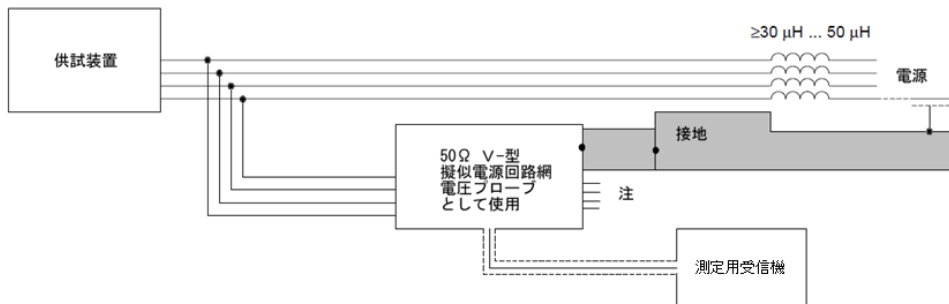 ≥30 μH ... 50 μH
供試装置
電源
接地
50Ω V-型
擬似電源回路網
電圧プローブ
として使用
注
測定用受信機